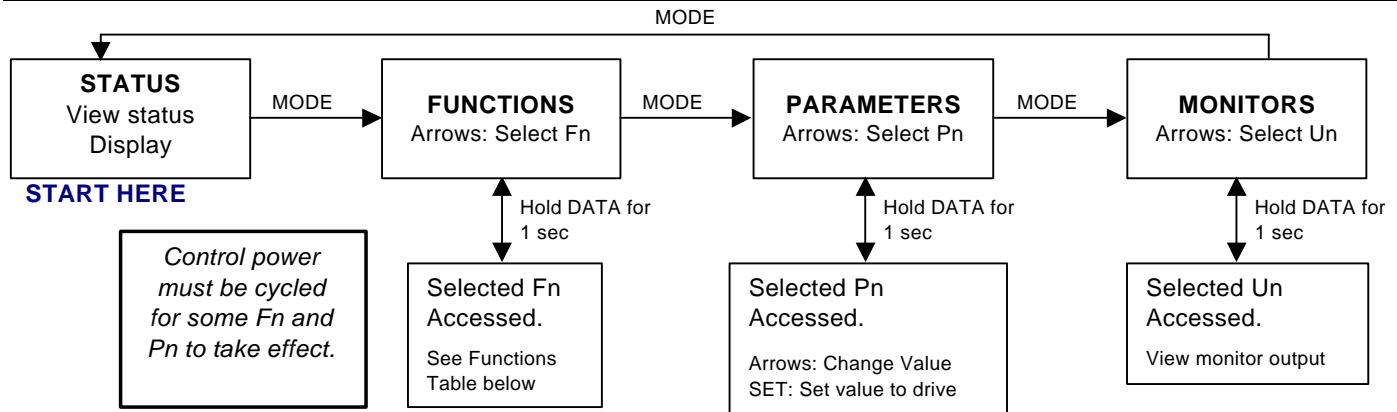 MODE
STATUS
View status
Display
MODE
FUNCTIONS
Arrows: Select Fn
MODE
PARAMETERS
Arrows: Select Pn
MODE
MONITORS
Arrows: Select Un
START HERE
Hold DATA for
1 sec
Hold DATA for
1 sec
Hold DATA for
1 sec
Control power
must be cycled
for some Fn and
Pn to take effect.
Selected Fn
Accessed.
See Functions
Table below
Selected Pn
Accessed.
Arrows: Change Value
SET: Set value to drive
Selected Un
Accessed.
View monitor output